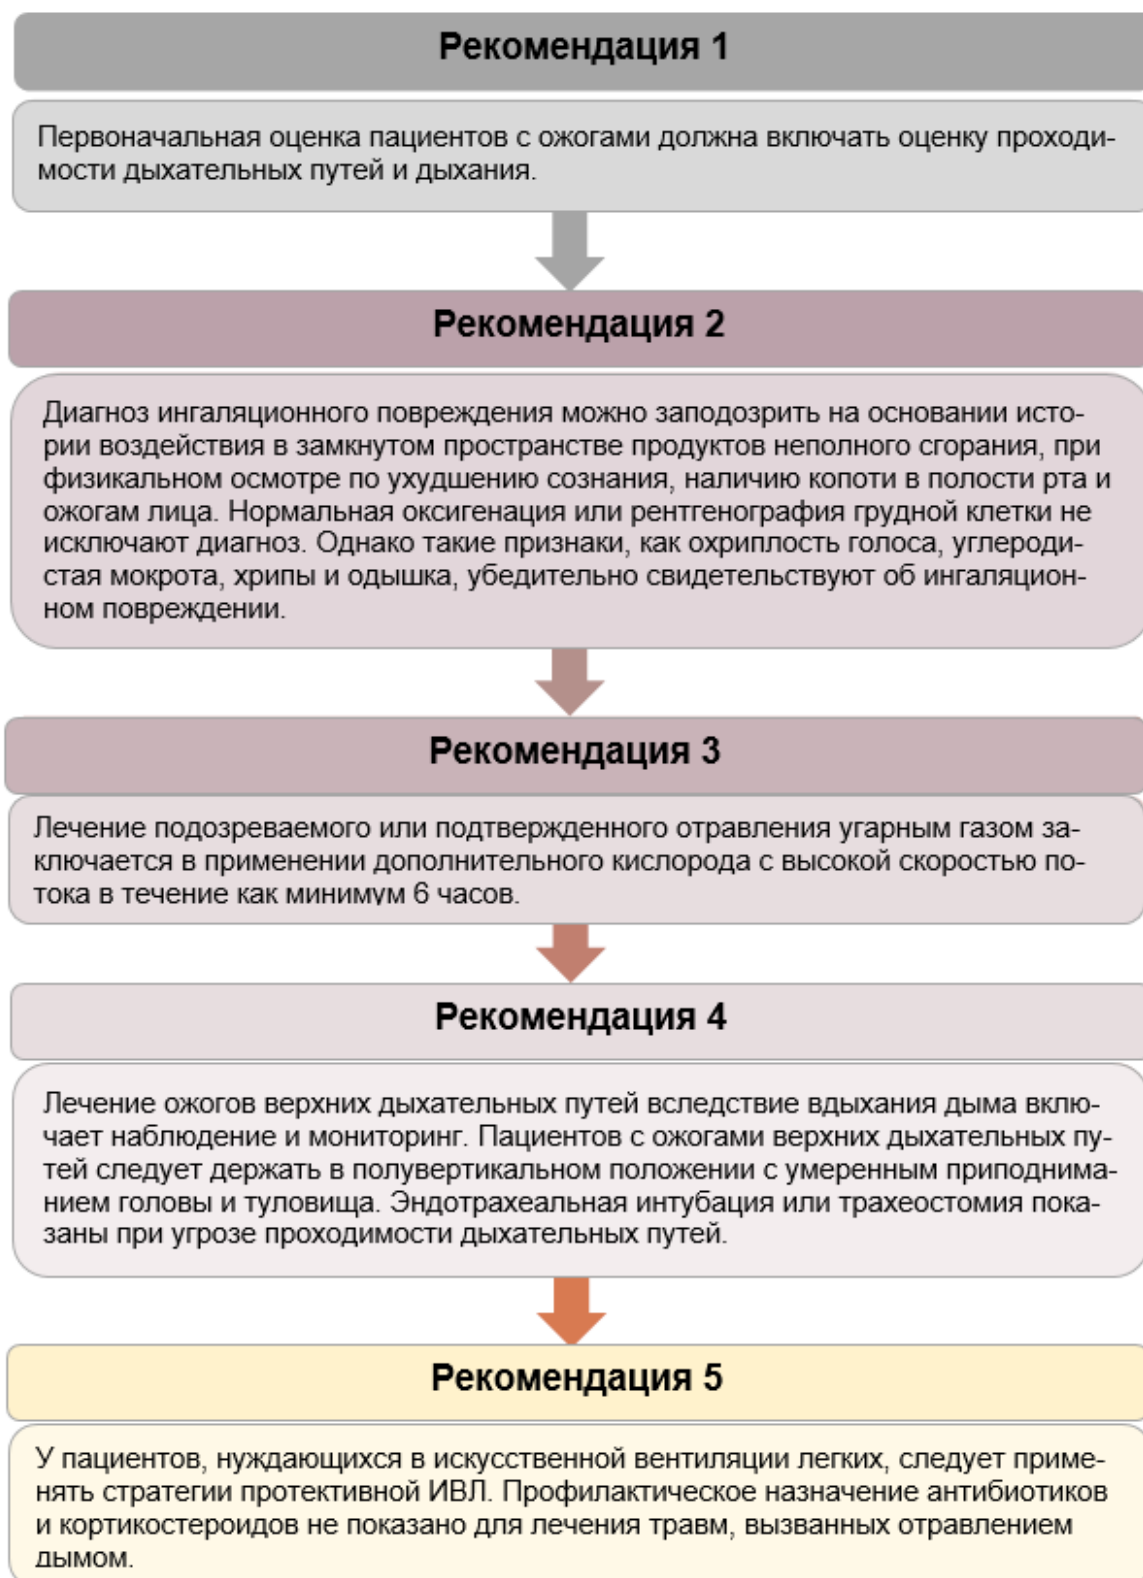 Рекомендация 1
Первоначальная оценка пациентов с ожогами должна включать оценку проходи-
мости дыхательных путей и дыхания.
Рекомендация 2
Диагноз ингаляционного повреждения можно заподозрить на основании исто-
рии воздействия в замкнутом пространстве продуктов неполного сгорания, при
физикальном осмотре по ухудшению сознания, наличию копоти в полости рта и
ожогам лица. Нормальная оксигенация или рентгенография грудной клетки не
исключают диагноз. Однако такие признаки, как охриплость голоса, углероди-
стая мокрота, хрипы и одышка, убедительно свидетельствуют об ингаляцион-
ном повреждении.
Рекомендация 3
Лечение подозреваемого или подтвержденного отравления угарным газом за-
ключается в применении дополнительного кислорода с высокой скоростью по-
тока в течение как минимум 6 часов.
Рекомендация 4
Лечение ожогов верхних дыхательных путей вследствие вдыхания дыма вклю-
чает наблюдение и мониторинг. Пациентов с ожогами верхних дыхательных пу-
тей следует держать в полувертикальном положении с умеренным приподнима-
нием головы и туловища. Эндотрахеальная интубация или трахеостомия пока-
заны при угрозе проходимости дыхательных путей.
Рекомендация 5
У пациентов, нуждающихся в искусственной вентиляции легких, следует приме-
нять стратегии протективной ИВЛ. Профилактическое назначение антибиотиков
и кортикостероидов не показано для лечения травм, вызванных отравлением
дымом.